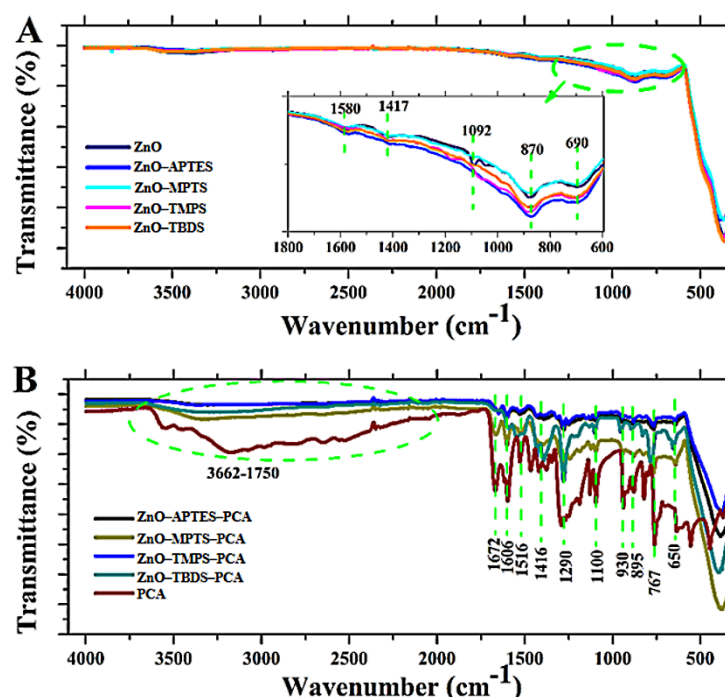 A
Transmittance (%)
1580
1417
1092
870
690
1800 1600 1400 1200 1000 800 600
ZnO
ZnO–APTES
ZnO–MPTS
ZnO–TMPS
ZnO–TBDS
4000 3500 3000 2500 2000 1500 1000 500
Wavenumber (cm-1)
B
Transmittance (%)
3662-1750
1672
1606
1516
1416
1290
1100
930
895
767
650
ZnO–APTES–PCA
ZnO–MPTS–PCA
ZnO–TMPS–PCA
ZnO–TBDS–PCA
PCA
4000 3500 3000 2500 2000 1500 1000 500
Wavenumber (cm-1)